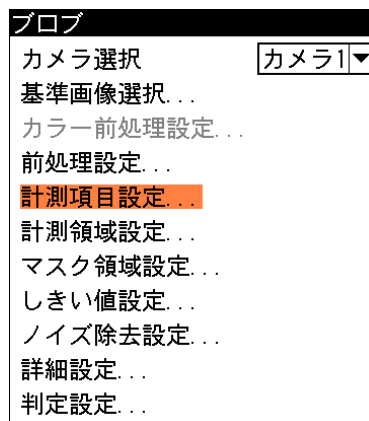 ブロブ
カメラ選択 カメラ1
基準画像選択...
カラー前処理設定...
前処理設定...
計測項目設定...
計測領域設定...
マスク領域設定...
しきい値設定...
ノイズ除去設定...
詳細設定...
判定設定...